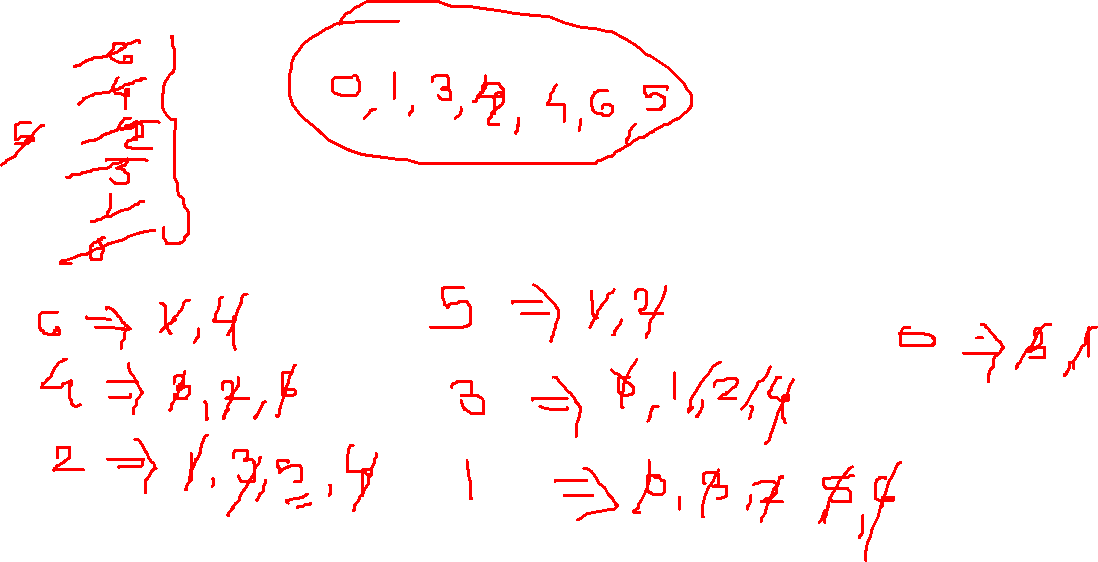 6
0, 1, 3, 2, 4, 6, 5
4
5 2
3
1
0
6 ⇒ 1, 4 5 ⇒ 1, 2 0 ⇒ 3, 1
4 ⇒ 3, 2, 6 3 ⇒ 0, 1, 2, 4
2 ⇒ 1, 3, 5, 4 1 ⇒ 0, 3, 2 5, 6